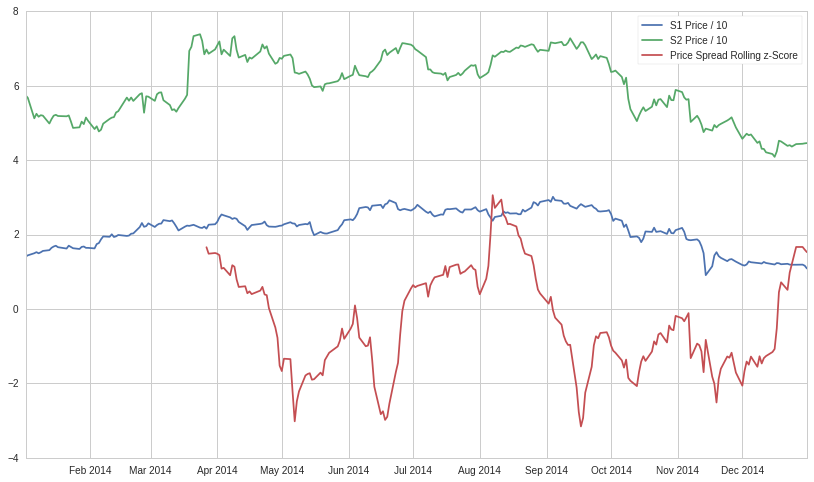 8
S1 Price / 10
S2 Price / 10
Price Spread Rolling z-Score
6
4
2
0
−2
−4
Feb 2014 Mar 2014 Apr 2014 May 2014 Jun 2014 Jul 2014 Aug 2014 Sep 2014 Oct 2014 Nov 2014 Dec 2014